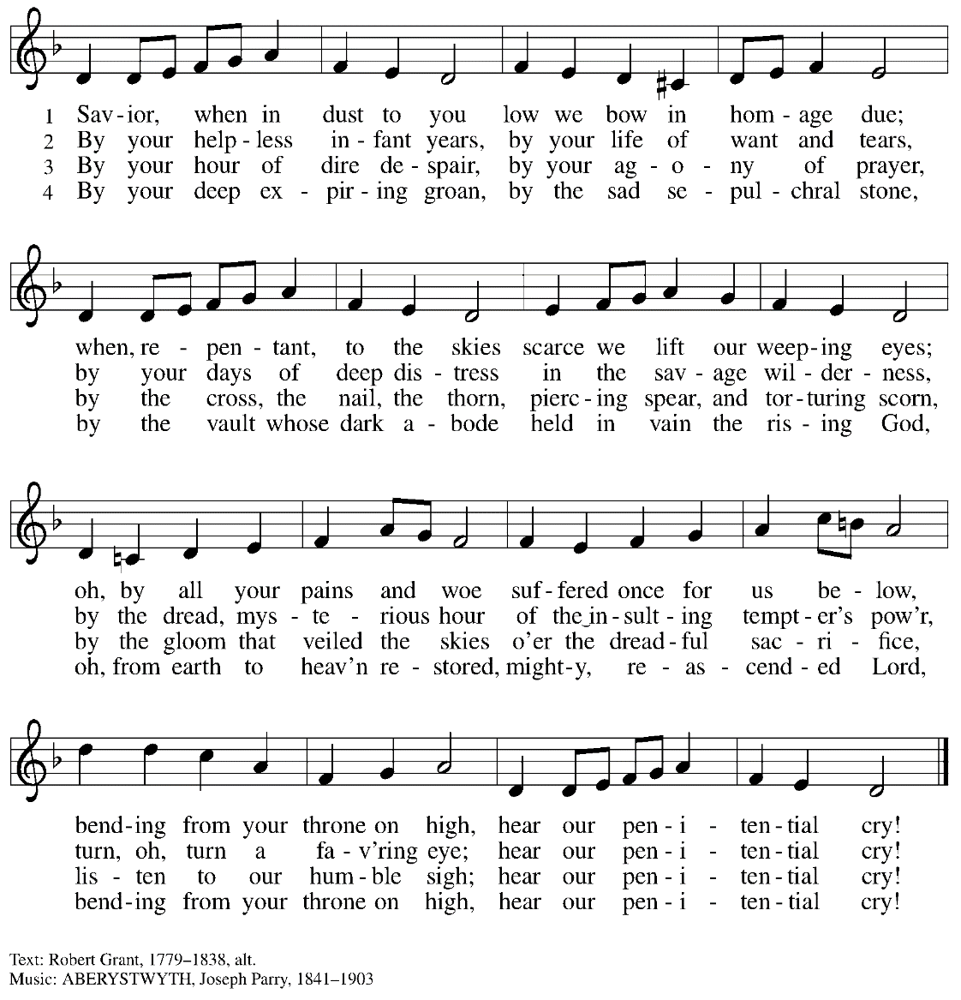 1 Sav - ior, when in dust to you low we bow in hom - age due;
2 By your help - less in - fant years, by your life of want and tears,
3 By your hour of dire de - spair, by your ag - o - ny of prayer,
4 By your deep ex - pir - ing groan, by the sad se - pul - chral stone,
when, re - pen - tant, to the skies scarce we lift our weep - ing eyes;
by your days of deep dis - tress in the sav - age wil - der - ness,
by the cross, the nail, the thorn, pierc - ing spear, and tor - turing scorn,
by the vault whose dark a - bode held in vain the ris - ing God,
oh, by all your pains and woe suf - fered once for us be - low,
by the dread, mys - te - rious hour of the in - sult - ing tempt - er's pow'r,
by the gloom that veiled the skies o'er the dread - ful sac - ri - fice,
oh, from earth to heav'n re - stored, might - y, re - as - cend - ed Lord,
bend - ing from your throne on high, hear our pen - i - ten - tial cry!
turn, oh, turn a fa - v'ring eye; hear our pen - i - ten - tial cry!
lis - ten to our hum - ble sigh; hear our pen - i - ten - tial cry!
bend - ing from your throne on high, hear our pen - i - ten - tial cry!
Text: Robert Grant, 1779–1838, alt.
Music: ABERYSTWYTH, Joseph Parry, 1841–1903